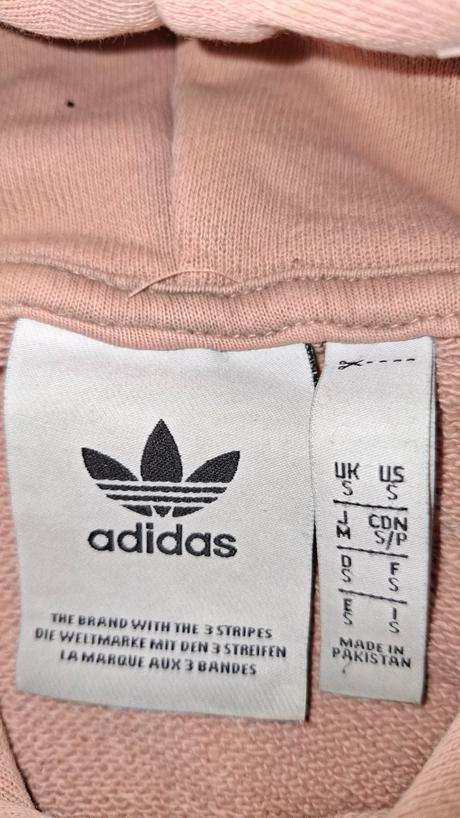 adidas
THE BRAND WITH THE 3 STRIPES
DIE WELTMARKE MIT DEN 3 STREIFEN
LA MARQUE AUX 3 BANDES
UK US
S S
J CDN
M S/P
D F
S S
E I
S S
MADE IN
PAKISTAN